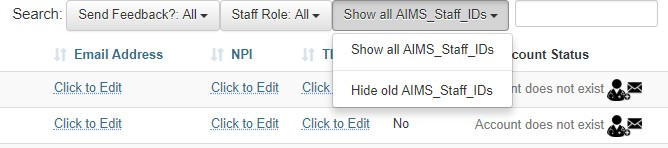 Search: Send Feedback?: All Staff Role: All Show all AIMS_Staff_IDs
Show all AIMS_Staff_IDs
Email Address NPI count Status
Hide old AIMS_Staff_IDs
Click to Edit Click to Edit Account does not exist
Click to Edit Click to Edit Click to Edit No Account does not exist